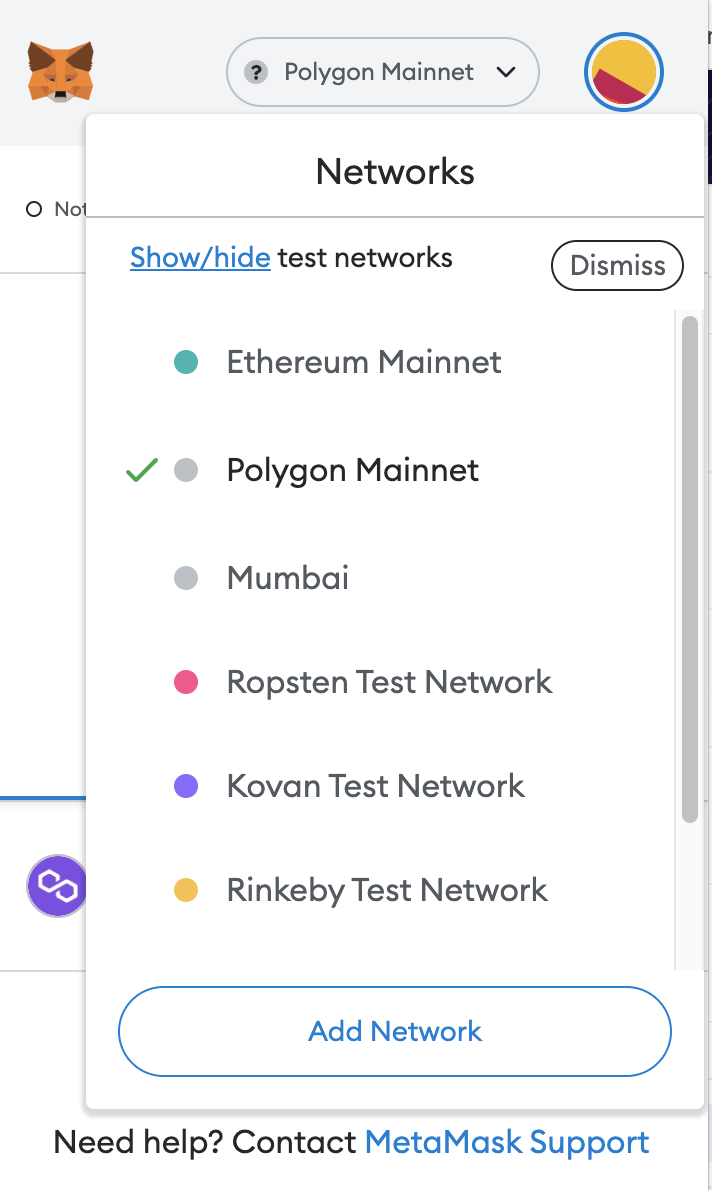 ? Polygon Mainnet
Networks
Not
Show/hide test networks
Dismiss
Ethereum Mainnet
Polygon Mainnet
Mumbai
Ropsten Test Network
Kovan Test Network
Rinkeby Test Network
Add Network
Need help? Contact MetaMask Support